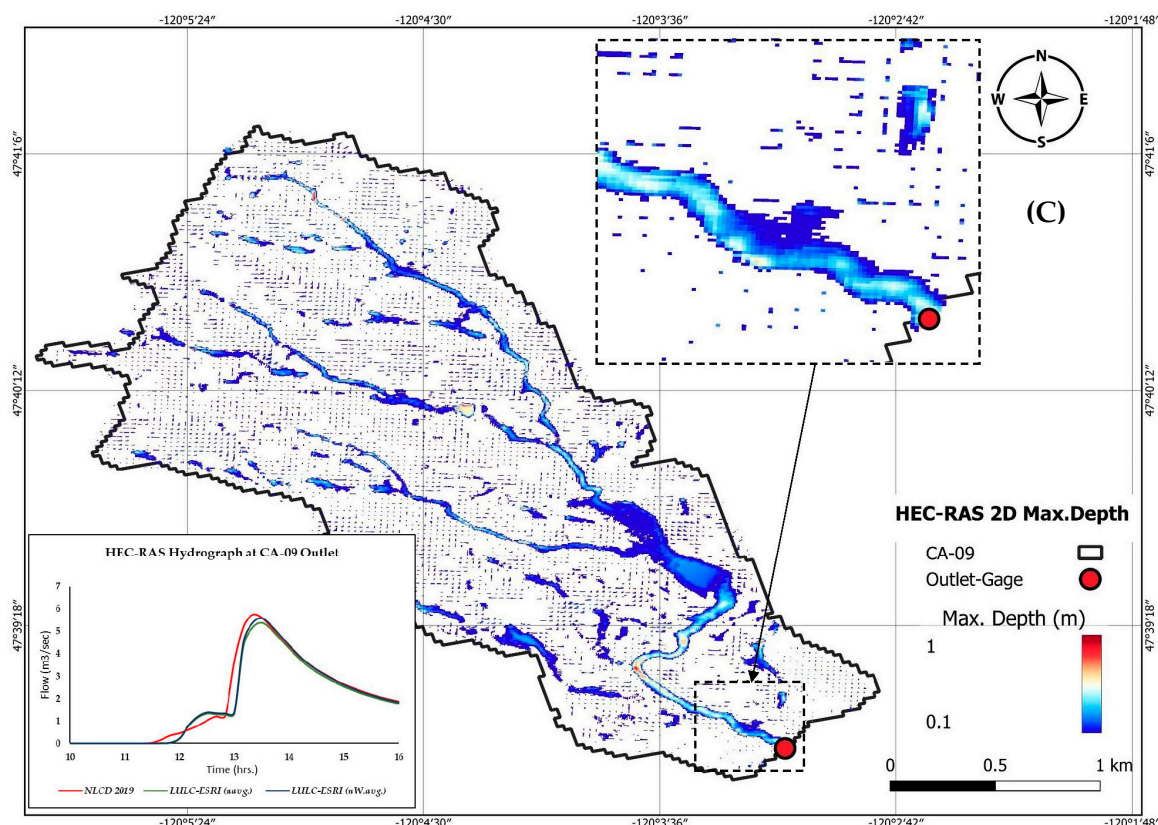 -120°5′24″ -120°4′30″ -120°3′36″ -120°2′42″ -120°1′48″
N
W E
S
47°41′6″ 47°41′6″
(C)
47°40′12″ 47°40′12″
HEC-RAS 2D Max.Depth
CA-09
Outlet-Gage
Max. Depth (m)
1
0.1
47°39′18″ 47°39′18″
HEC-RAS Hydrograph at CA-09 Outlet
Flow (m3/sec)
7
6
5
4
3
2
1
0
10 11 12 13 14 15 16
Time (hrs.)
NLCD 2019 LULC-ESRI (navg.) LULC-ESRI (nW.avg.)
0 0.5 1 km
-120°5′24″ -120°4′30″ -120°3′36″ -120°2′42″ -120°1′48″